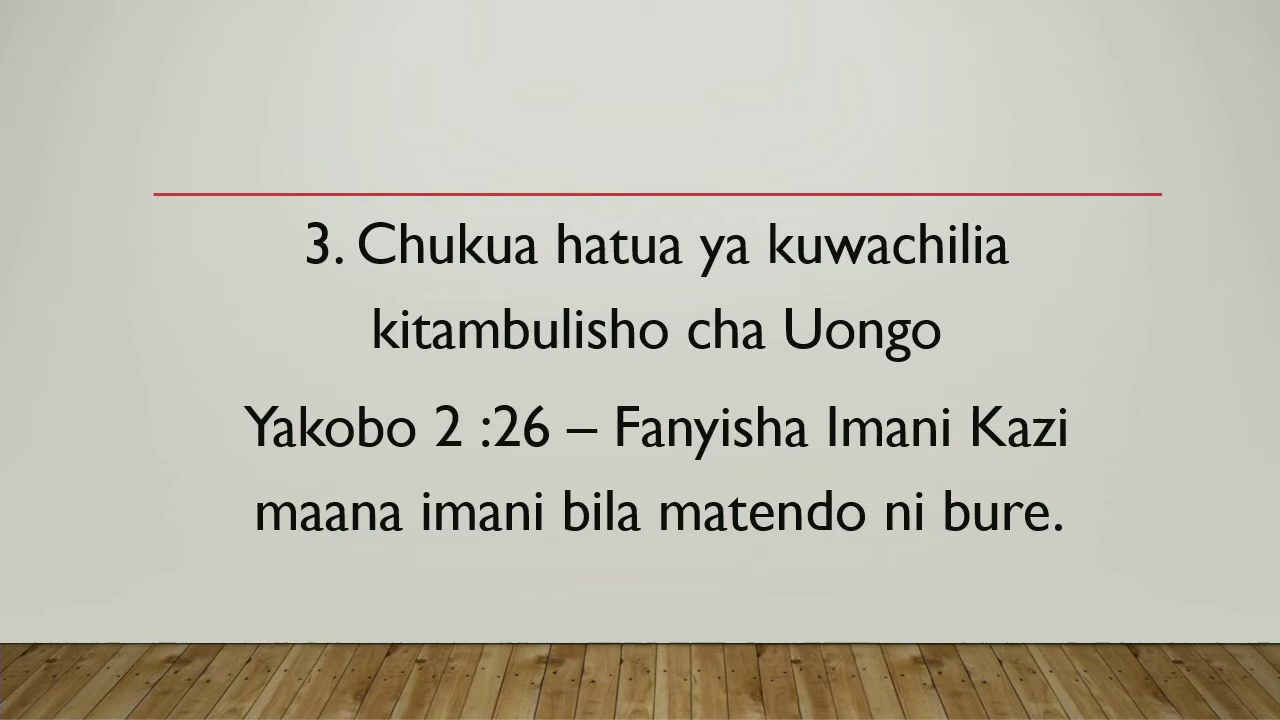 3. Chukua hatua ya kuwachilia
kitambulisho cha Uongo
Yakobo 2 :26 – Fanyisha Imani Kazi
maana imani bila matendo ni bure.